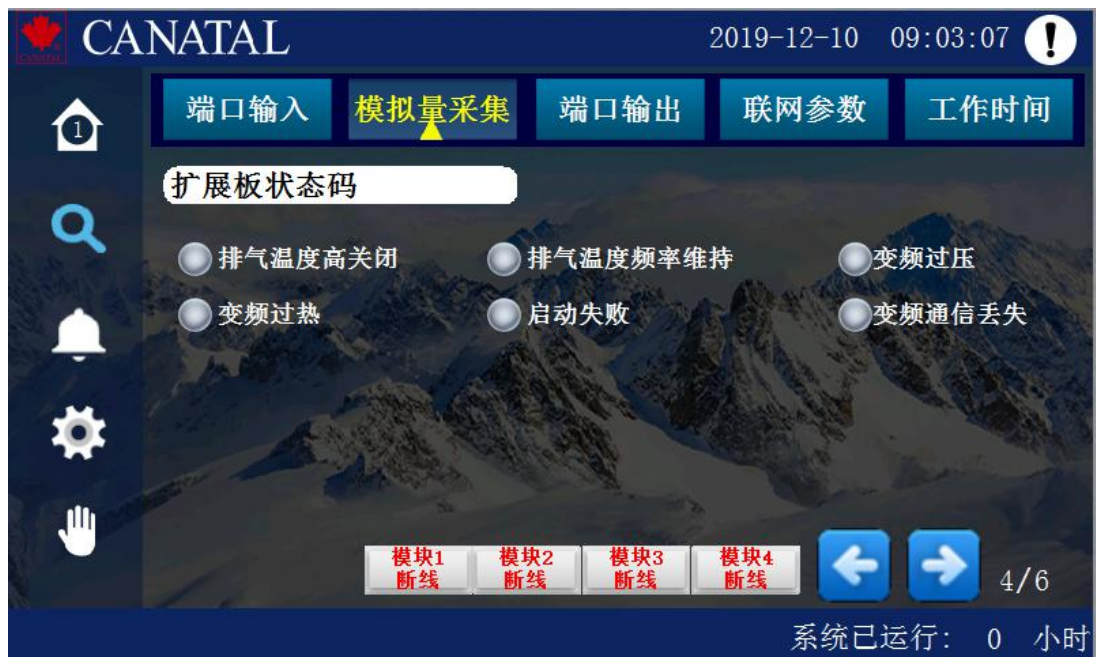 CANATAL 2019-12-10 09:03:07
CANATAL
端口输入 模拟量采集 端口输出 联网参数 工作时间
1
扩展板状态码
排气温度高关闭 排气温度频率维持 变频过压
变频过热 启动失败 变频通信丢失
模块1 模块2 模块3 模块4
断线 断线 断线 断线
4/6
系统已运行: 0 小时